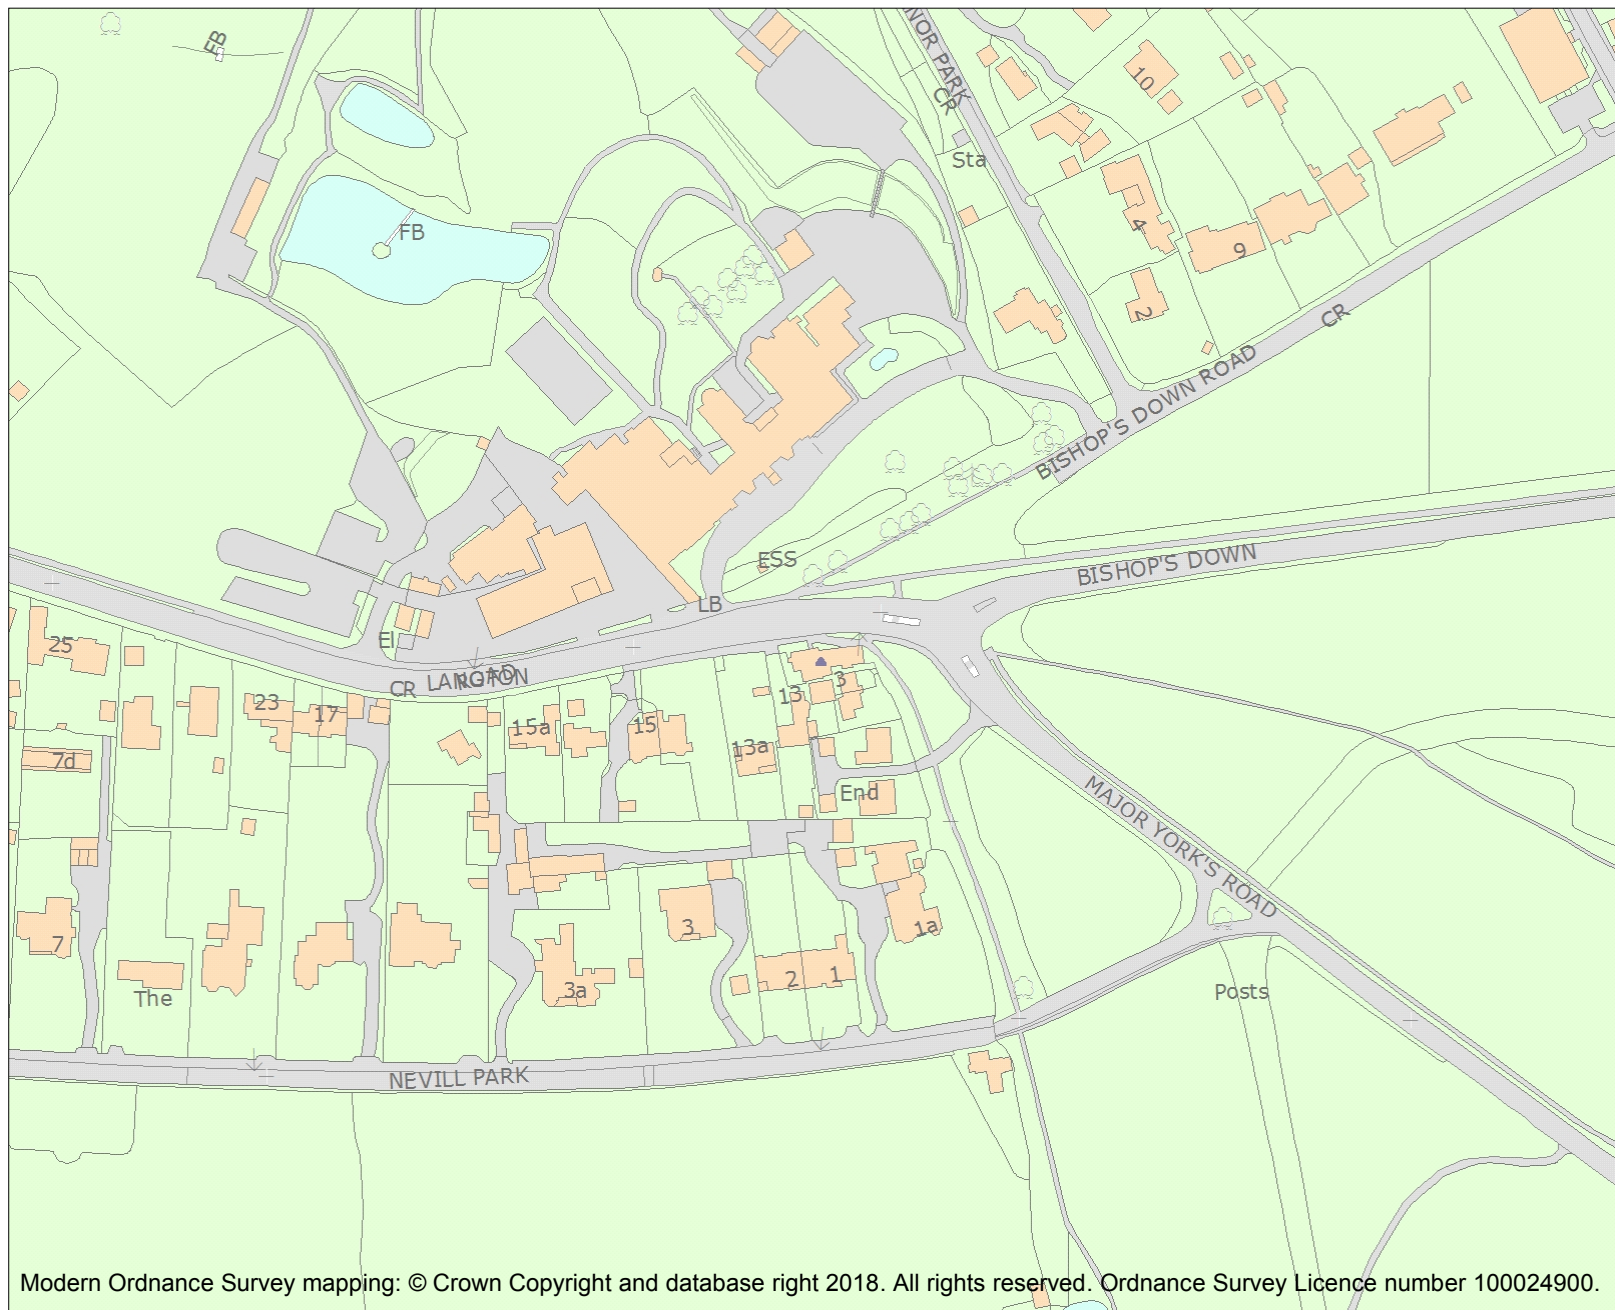 FB
NOR PARK
CR
10
Sta
FB
4
9
2
CR
BISHOP'S DOWN ROAD
ESS
BISHOP'S DOWN
LB
El
25
CR
LANGTON
ROAD
23
17
15a
15
13
3
13a
7d
End
MAJOR YORK'S ROAD
7
3
1a
The
3a
2
1
Posts
NEVILL PARK
Modern Ordnance Survey mapping: © Crown Copyright and database right 2018. All rights reserved. Ordnance Survey Licence number 100024900.